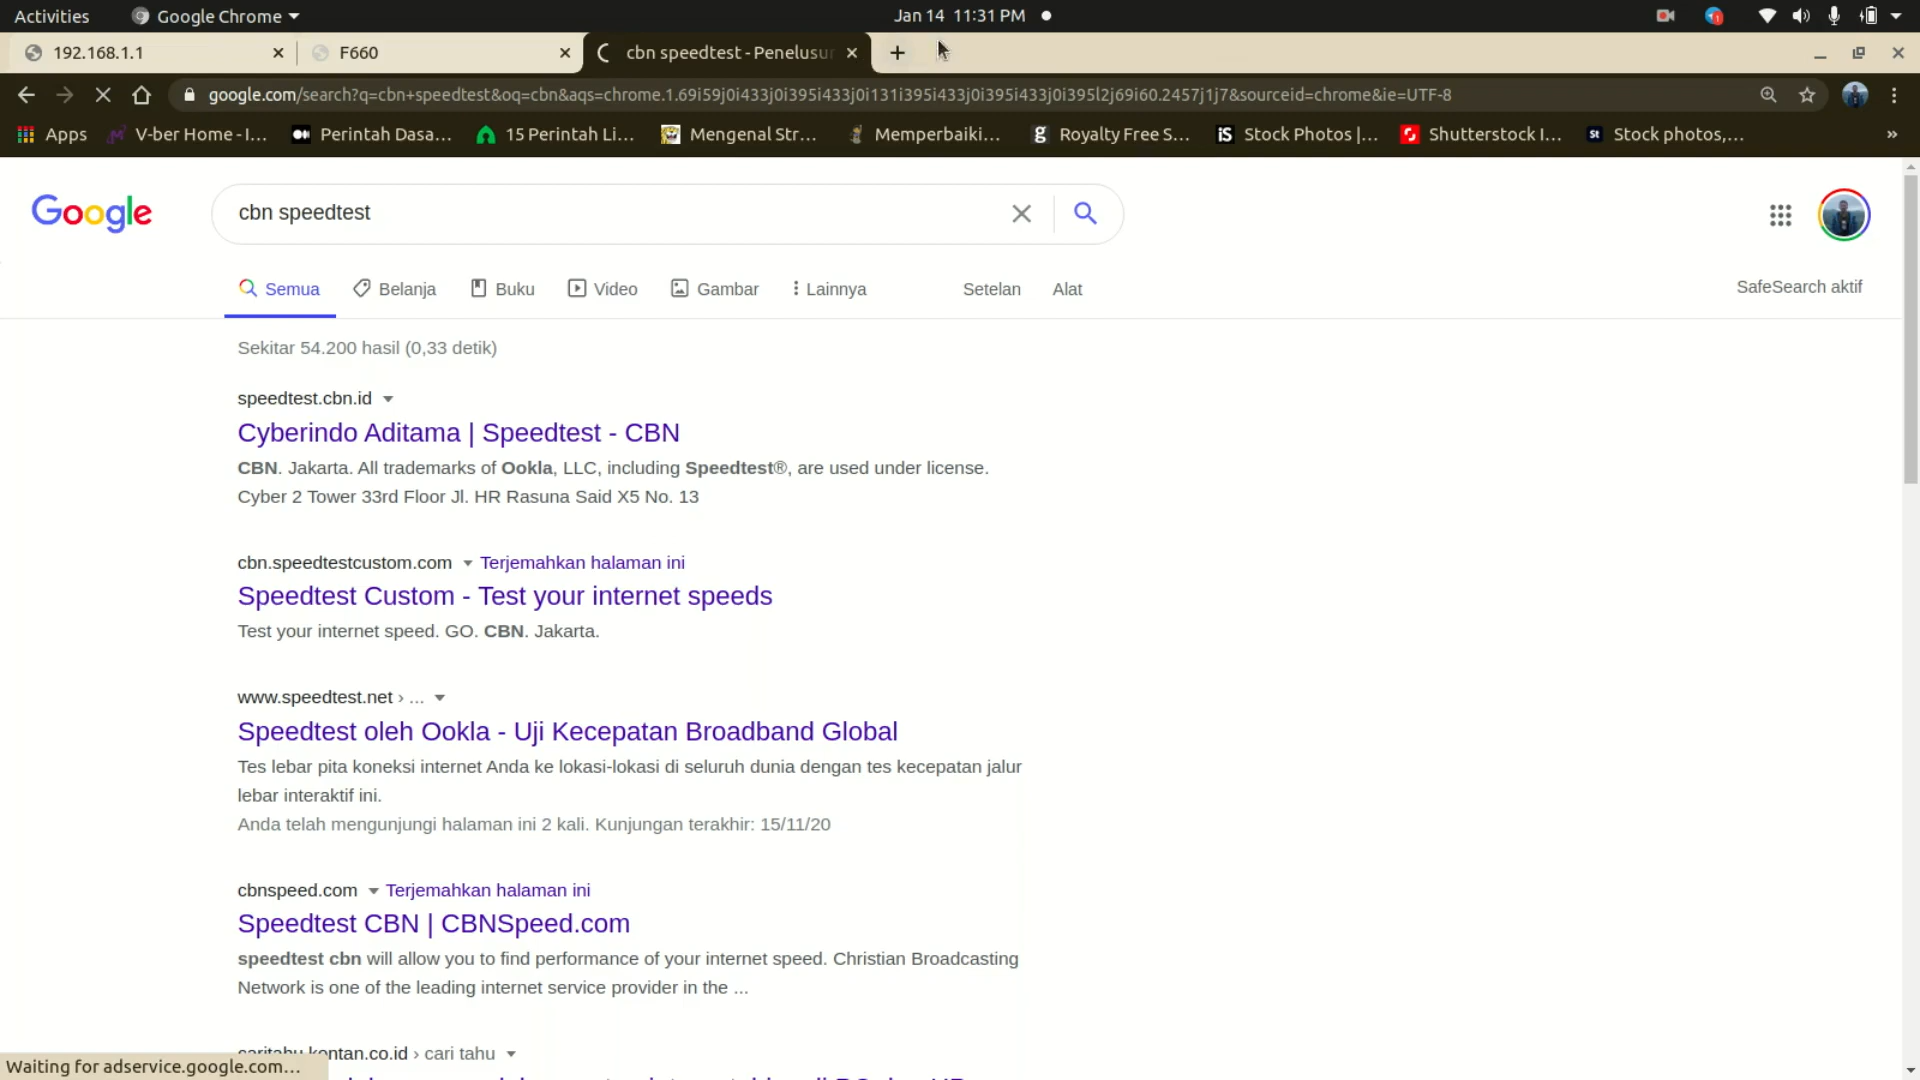 Activities
Google Chrome
Jan 14 11:31 PM
192.168.1.1
F660
cbn speedtest - Penelusur
google.com/search?q=cbn+speedtest&oq=cbn&aqs=chrome.1.69i59j0i433j0i395i433j0i131i395i433j0i395i433j0i395l2j69i60.2457j1j7&sourceid=chrome&ie=UTF-8
Apps
V-ber Home - I...
Perintah Dasa...
15 Perintah Li...
Mengenal Str...
Memperbaiki...
Royalty Free S...
Stock Photos |...
Shutterstock I...
Stock photos,...
Google
cbn speedtest
Semua
Belanja
Buku
Video
Gambar
Lainnya
Setelan
Alat
SafeSearch aktif
Sekitar 54.200 hasil (0,33 detik)
speedtest.cbn.id
Cyberindo Aditama | Speedtest - CBN
CBN. Jakarta. All trademarks of Ookla, LLC, including Speedtest®, are used under license.
Cyber 2 Tower 33rd Floor Jl. HR Rasuna Said X5 No. 13
cbn.speedtestcustom.com Terjemahkan halaman ini
Speedtest Custom - Test your internet speeds
Test your internet speed. GO. CBN. Jakarta.
www.speedtest.net › ...
Speedtest oleh Ookla - Uji Kecepatan Broadband Global
Tes lebar pita koneksi internet Anda ke lokasi-lokasi di seluruh dunia dengan tes kecepatan jalur
lebar interaktif ini.
Anda telah mengunjungi halaman ini 2 kali. Kunjungan terakhir: 15/11/20
cbnspeed.com Terjemahkan halaman ini
Speedtest CBN | CBNSpeed.com
speedtest cbn will allow you to find performance of your internet speed. Christian Broadcasting
Network is one of the leading internet service provider in the ...
caritahu.kontan.co.id › cari tahu
Waiting for adservice.google.com...